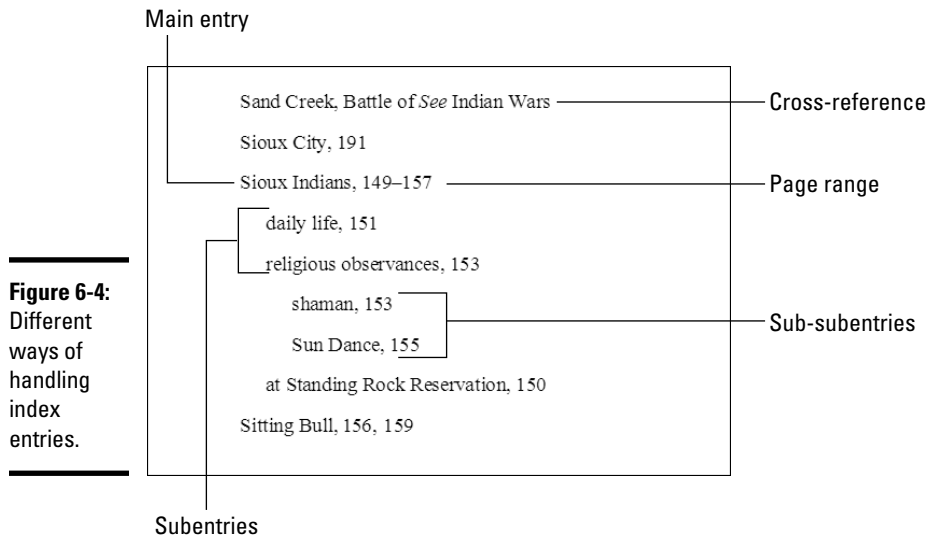 Main entry
Sand Creek, Battle of See Indian Wars
Cross-reference
Sioux City, 191
Sioux Indians, 149–157
Page range
daily life, 151
religious observances, 153
shaman, 153
Sub-subentries
Sun Dance, 155
at Standing Rock Reservation, 150
Sitting Bull, 156, 159
Subentries
Figure 6-4:
Different
ways of
handling
index
entries.